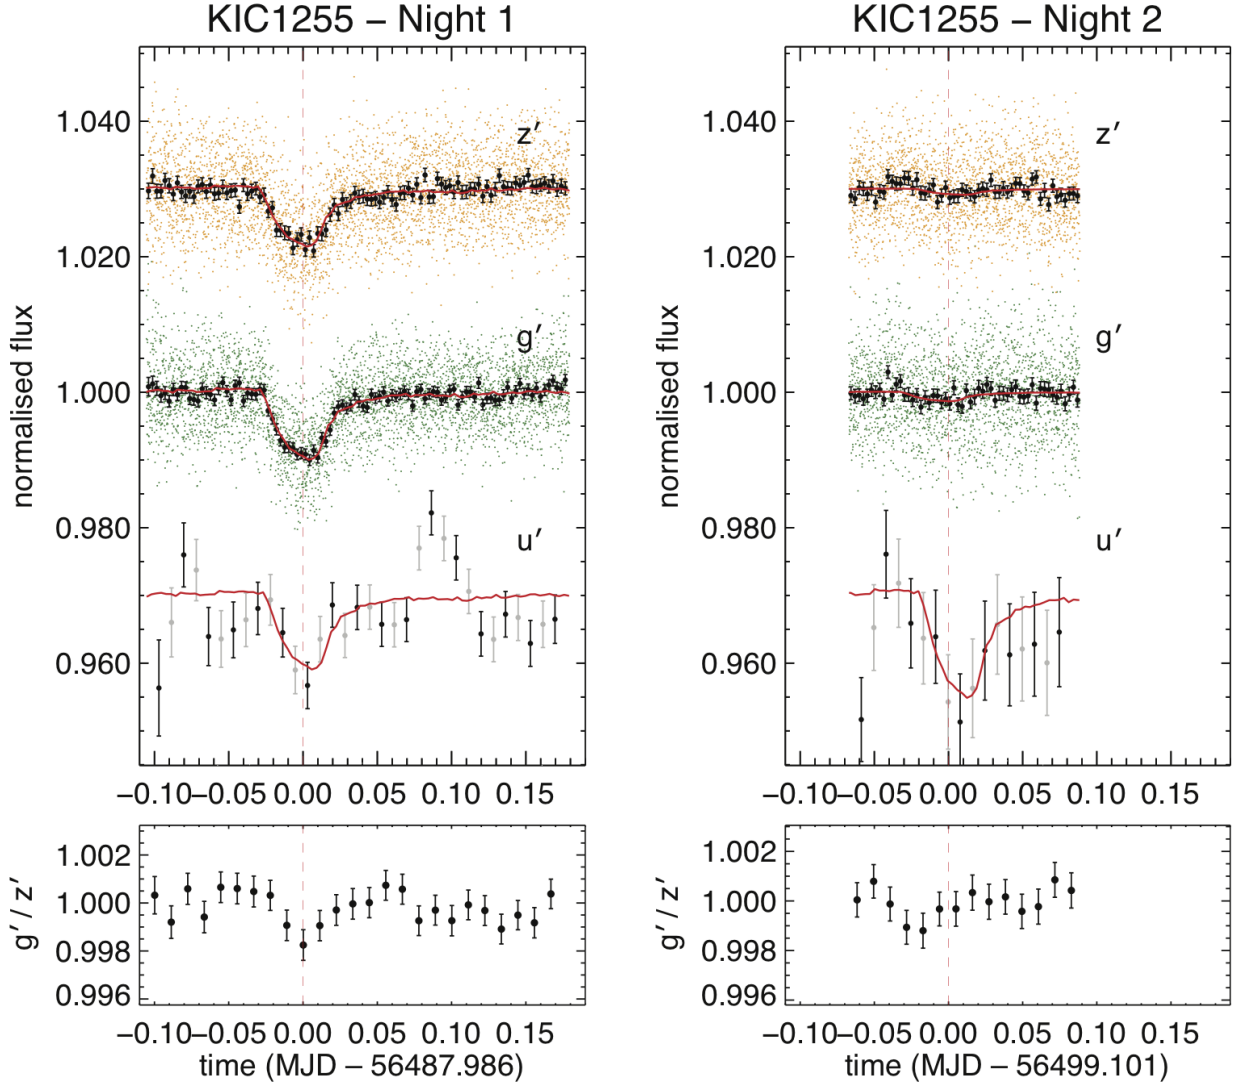 KIC1255 – Night 1
KIC1255 – Night 2
normalised flux
1.040
1.020
1.000
0.980
0.960
z′
g′
u′
−0.10 −0.05 0.00 0.05 0.10 0.15
normalised flux
1.040
1.020
1.000
0.980
0.960
z′
g′
u′
−0.10 −0.05 0.00 0.05 0.10 0.15
g′ / z′
1.002
1.000
0.998
0.996
−0.10 −0.05 0.00 0.05 0.10 0.15
time (MJD – 56487.986)
g′ / z′
1.002
1.000
0.998
0.996
−0.10 −0.05 0.00 0.05 0.10 0.15
time (MJD – 56499.101)